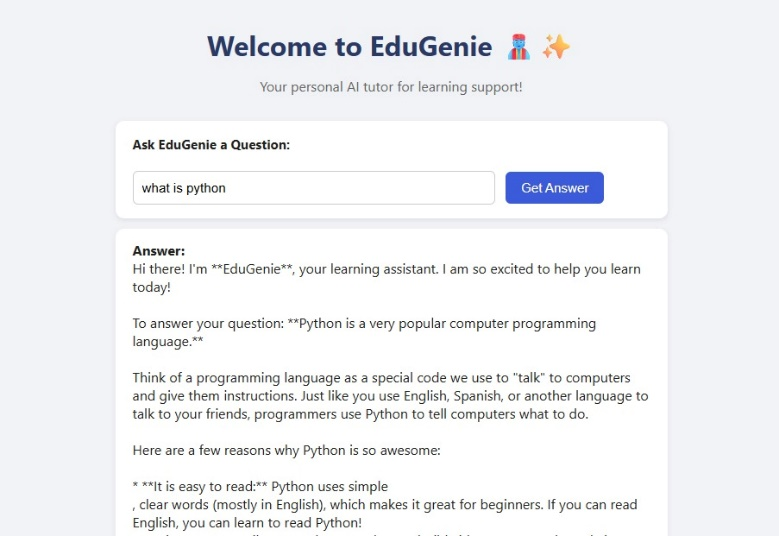 Welcome to EduGenie 🧞‍♂️ ✨
Your personal AI tutor for learning support!
Ask EduGenie a Question:
what is python
Get Answer
Answer:
Hi there! I'm **EduGenie**, your learning assistant. I am so excited to help you learn
today!
To answer your question: **Python is a very popular computer programming
language.**
Think of a programming language as a special code we use to "talk" to computers
and give them instructions. Just like you use English, Spanish, or another language to
talk to your friends, programmers use Python to tell computers what to do.
Here are a few reasons why Python is so awesome:
* **It is easy to read:** Python uses simple
, clear words (mostly in English), which makes it great for beginners. If you can read
English, you can learn to read Python!